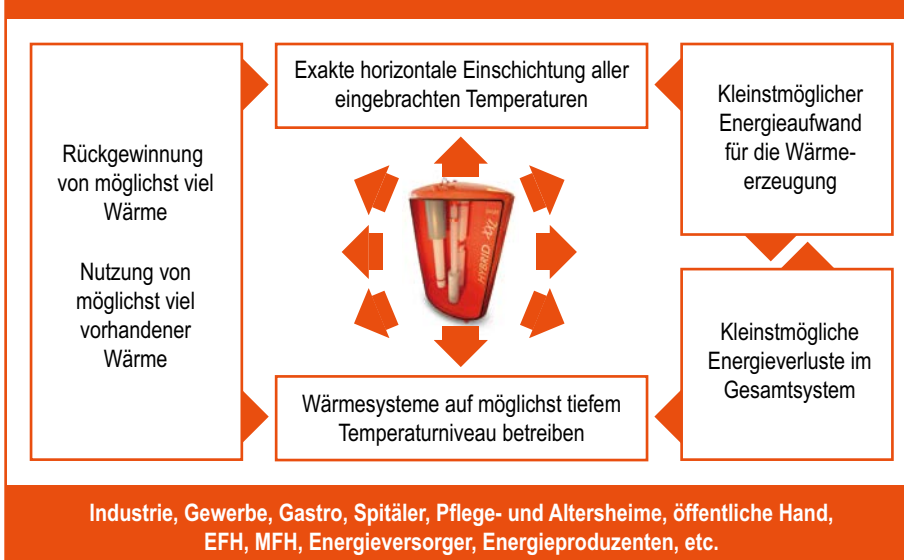 Exakte horizontale Einschichtung aller
eingebrachten Temperaturen
Rückgewinnung
von möglichst viel
Wärme
Nutzung von
möglichst viel
vorhandener
Wärme
HYBRID XXL
Kleinstmöglicher
Energieaufwand
für die Wärme-
erzeugung
Kleinstmögliche
Energieverluste im
Gesamtsystem
Wärmesysteme auf möglichst tiefem
Temperaturniveau betreiben
Industrie, Gewerbe, Gastro, Spitäler, Pflege- und Altersheime, öffentliche Hand,
EFH, MFH, Energieversorger, Energieproduzenten, etc.